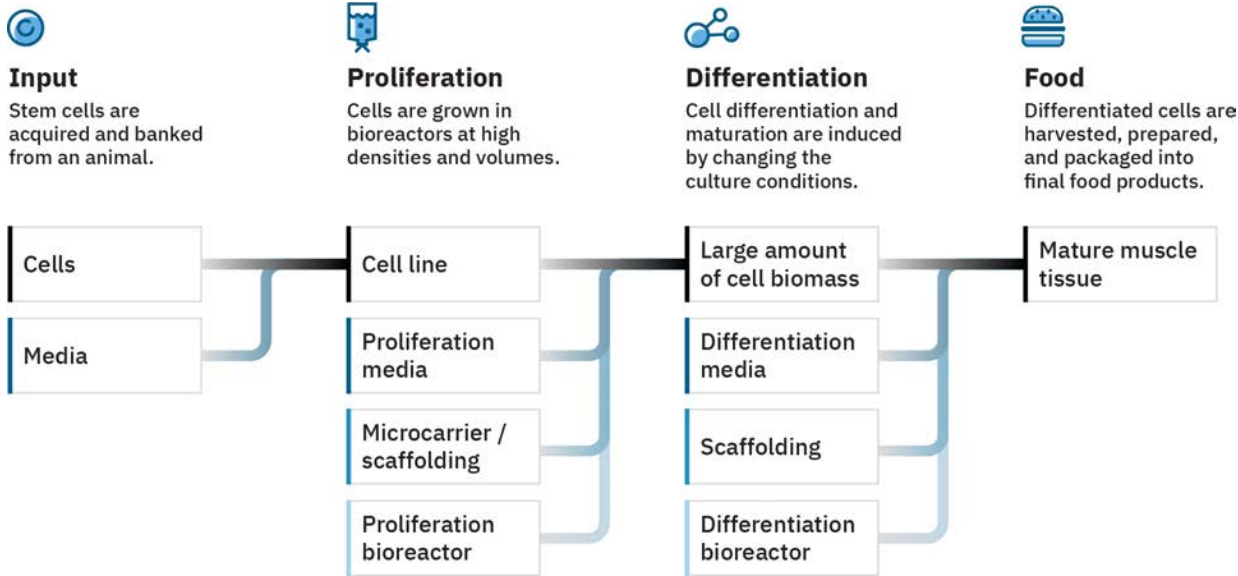 Input
Stem cells are
acquired and banked
from an animal.
Proliferation
Cells are grown in
bioreactors at high
densities and volumes.
Differentiation
Cell differentiation and
maturation are induced
by changing the
culture conditions.
Food
Differentiated cells are
harvested, prepared,
and packaged into
final food products.
Cells
Media
Cell line
Proliferation
media
Microcarrier /
scaffolding
Proliferation
bioreactor
Large amount
of cell biomass
Differentiation
media
Scaffolding
Differentiation
bioreactor
Mature muscle
tissue